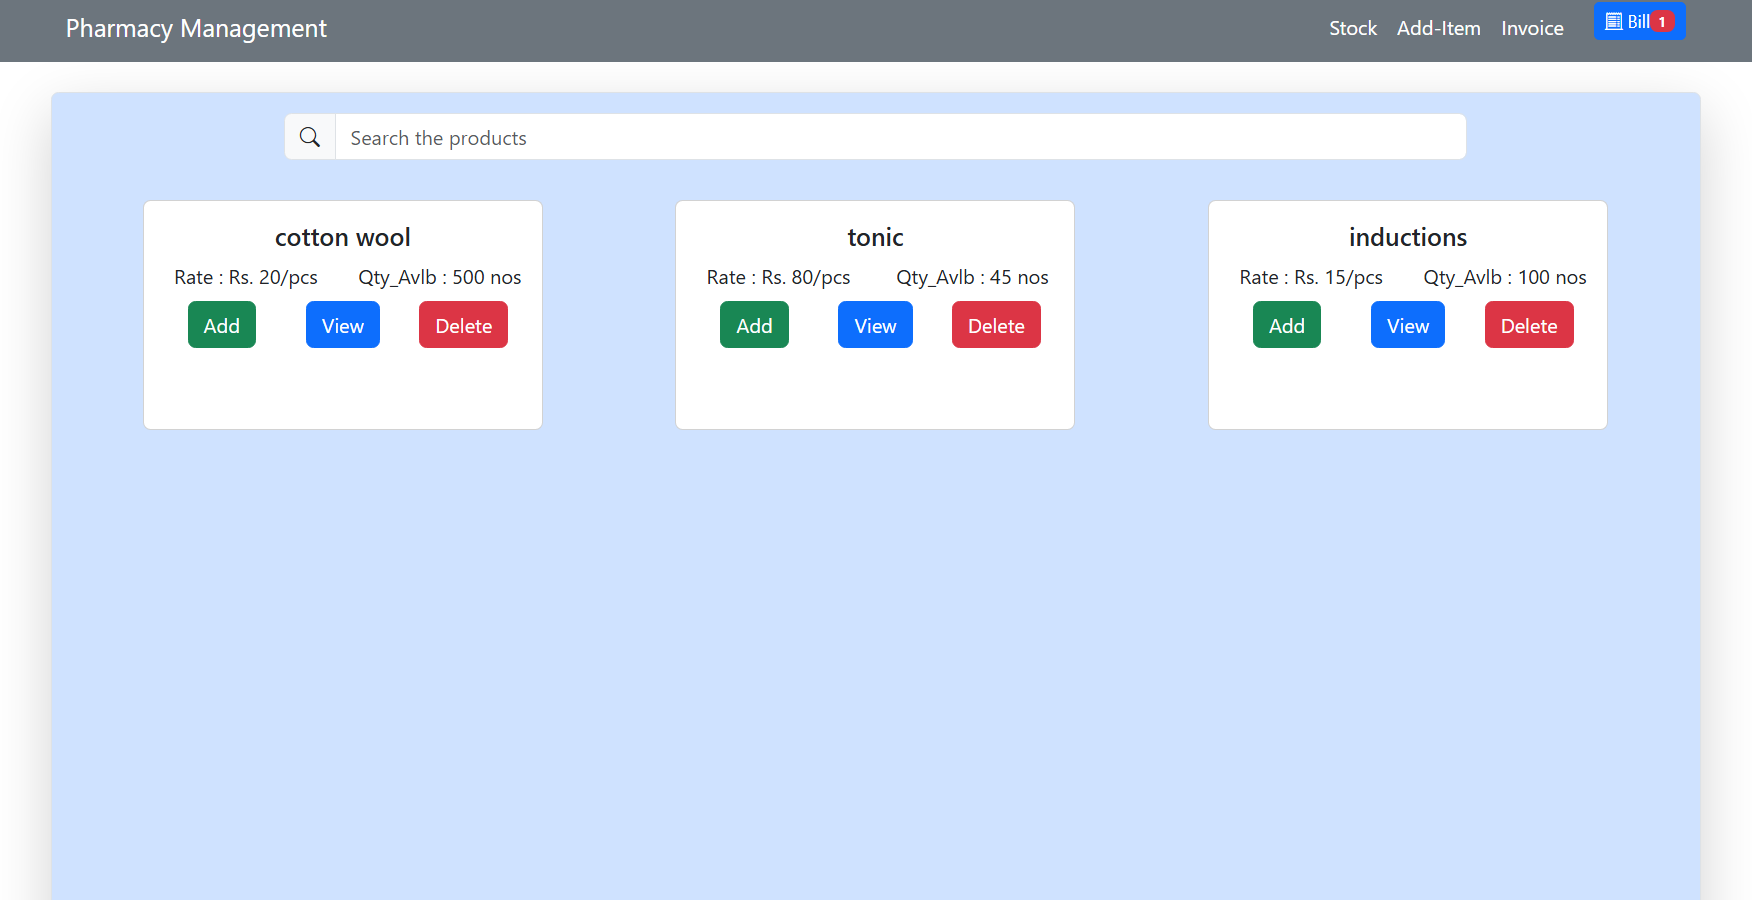 Pharmacy Management Stock Add-Item Invoice Bill 1
Search the products
cotton wool
Rate : Rs. 20/pcs Qty_Avlb : 500 nos
Add View Delete
tonic
Rate : Rs. 80/pcs Qty_Avlb : 45 nos
Add View Delete
inductions
Rate : Rs. 15/pcs Qty_Avlb : 100 nos
Add View Delete